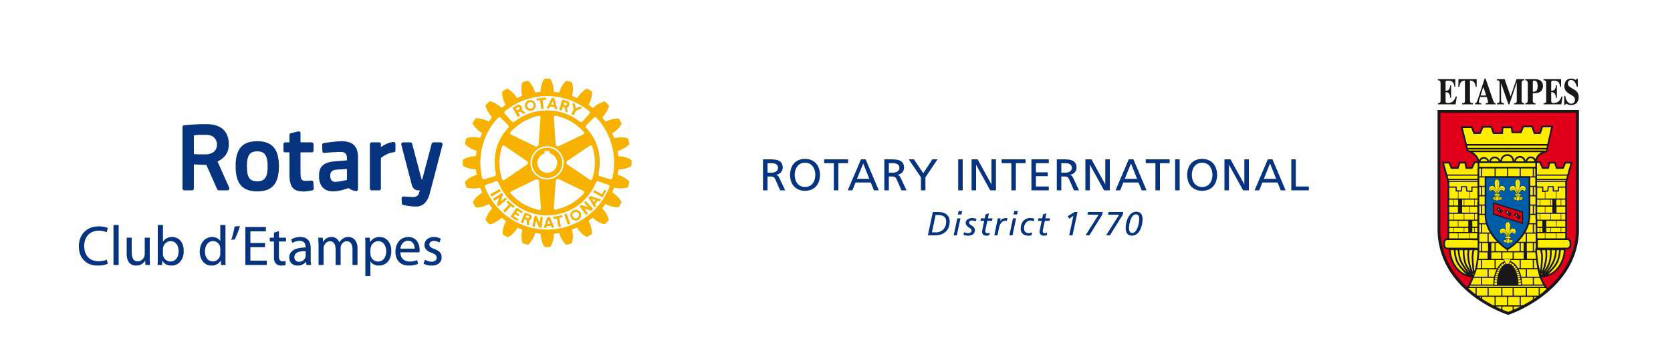 Rotary
Club d'Etampes
ROTARY
INTERNATIONAL
ROTARY INTERNATIONAL
District 1770
ETAMPES